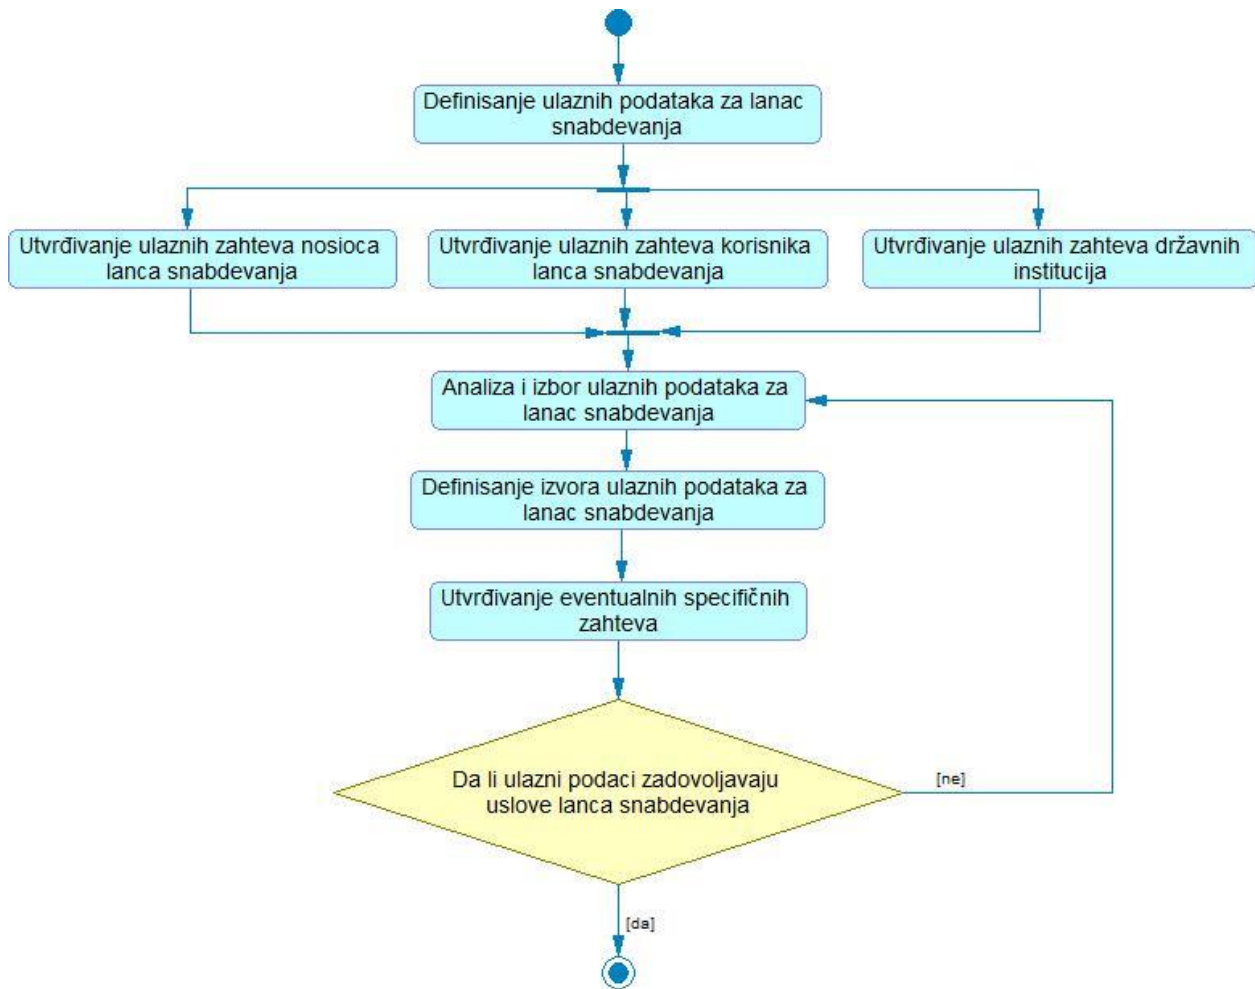 Definisanje ulaznih podataka za lanac
snabdevanja
Utvrđivanje ulaznih zahteva nosioca
lanca snabdevanja
Utvrđivanje ulaznih zahteva korisnika
lanca snabdevanja
Utvrđivanje ulaznih zahteva državnih
institucija
Analiza i izbor ulaznih podataka za
lanac snabdevanja
Definisanje izvora ulaznih podataka za
lanac snabdevanja
Utvrđivanje eventualnih specifičnih
zahteva
Da li ulazni podaci zadovoljavaju
uslove lanca snabdevanja
[ne]
[da]